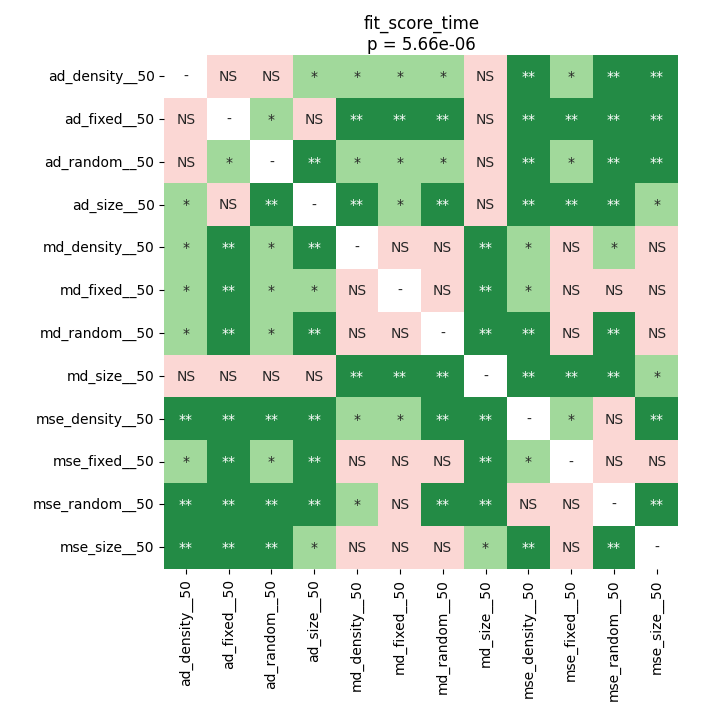 fit_score_time
p = 5.66e-06
ad_density__50 - NS NS * * * * NS ** * ** **
ad_fixed__50 NS - * NS ** ** ** NS ** ** ** **
ad_random__50 NS * - ** * * * NS ** * ** **
ad_size__50 * NS ** - ** * ** NS ** ** ** *
md_density__50 * ** * ** - NS NS ** * NS * NS
md_fixed__50 * ** * * NS - NS ** * NS NS NS
md_random__50 * ** * ** NS NS - ** ** NS ** NS
md_size__50 NS NS NS NS ** ** ** - ** ** ** *
mse_density__50 ** ** ** ** * * ** ** - * NS **
mse_fixed__50 * ** * ** NS NS NS ** * - NS NS
mse_random__50 ** ** ** ** * NS ** ** NS NS - **
mse_size__50 ** ** ** * NS NS NS * ** NS ** -
ad_density__50
ad_fixed__50
ad_random__50
ad_size__50
md_density__50
md_fixed__50
md_random__50
md_size__50
mse_density__50
mse_fixed__50
mse_random__50
mse_size__50